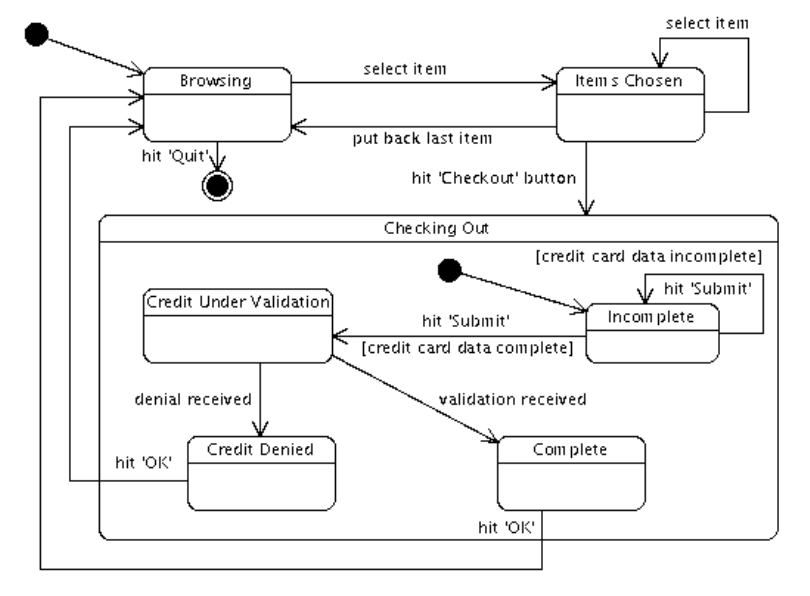 select item
Browsing
select item
Items Chosen
put back last item
hit 'Quit'
hit 'Checkout' button
Checking Out
[credit card data incomplete]
hit 'Submit'
Credit Under Validation
hit 'Submit'
Incomplete
[credit card data complete]
denial received
validation received
Credit Denied
Complete
hit 'OK'
hit 'OK'